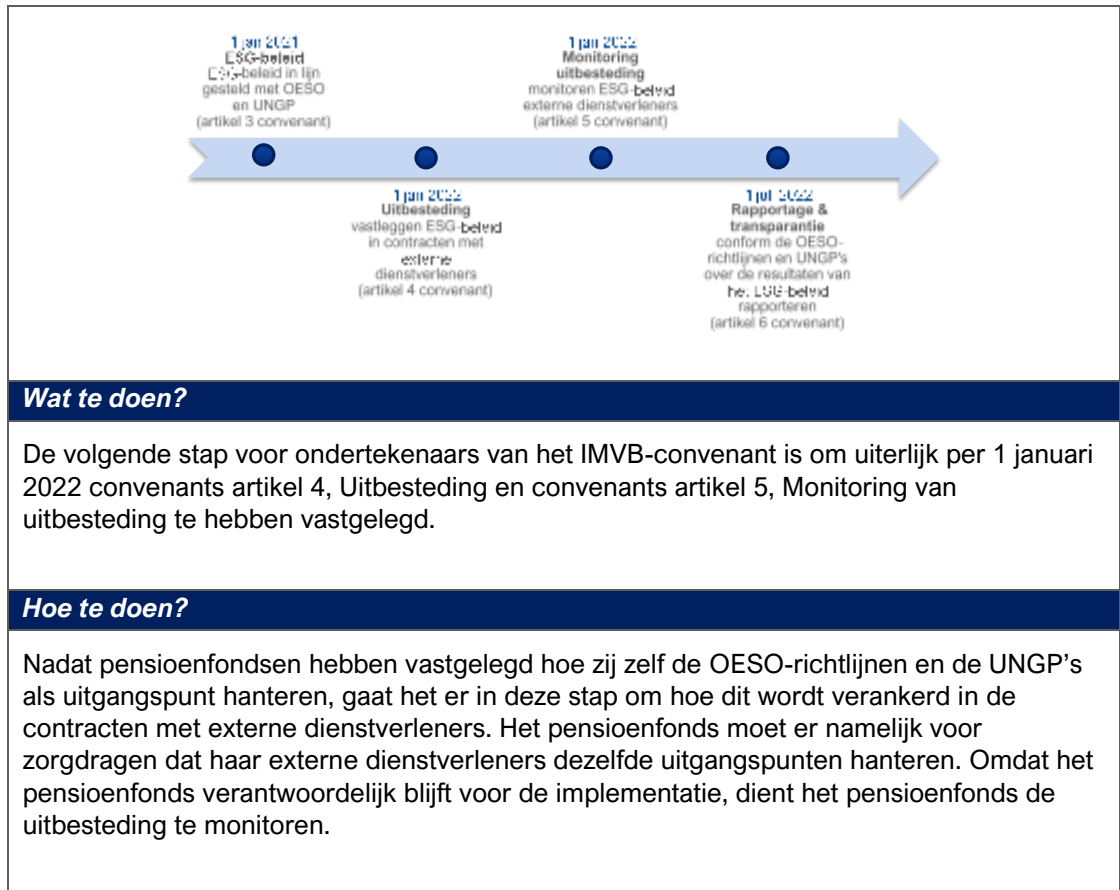 1 jan 2021
ESG-beleid
ESG-beleid in lijn
gesteld met OESO
en UNGP
(artikel 3 convenant)
1 jan 2022
Monitoring
uitbesteding
monitoren ESG-beleid
externe dienstverleners
(artikel 5 convenant)
1 jan 2022
Uitbesteding
vastleggen ESG-beleid
in contracten met
externe
dienstverleners
(artikel 4 convenant)
1 jul 2022
Rapportage &
transparantie
conform de OESO-
richtlijnen en UNGP's
over de resultaten van
het ESG-beleid
rapporteren
(artikel 6 convenant)
Wat te doen?
De volgende stap voor ondertekenaars van het IMVB-convenant is om uiterlijk per 1 januari
2022 convenants artikel 4, Uitbesteding en convenants artikel 5, Monitoring van
uitbesteding te hebben vastgelegd.
Hoe te doen?
Nadat pensioenfondsen hebben vastgelegd hoe zij zelf de OESO-richtlijnen en de UNGP's
als uitgangspunt hanteren, gaat het er in deze stap om hoe dit wordt verankerd in de
contracten met externe dienstverleners. Het pensioenfonds moet er namelijk voor
zorgdragen dat haar externe dienstverleners dezelfde uitgangspunten hanteren. Omdat het
pensioenfonds verantwoordelijk blijft voor de implementatie, dient het pensioenfonds de
uitbesteding te monitoren.